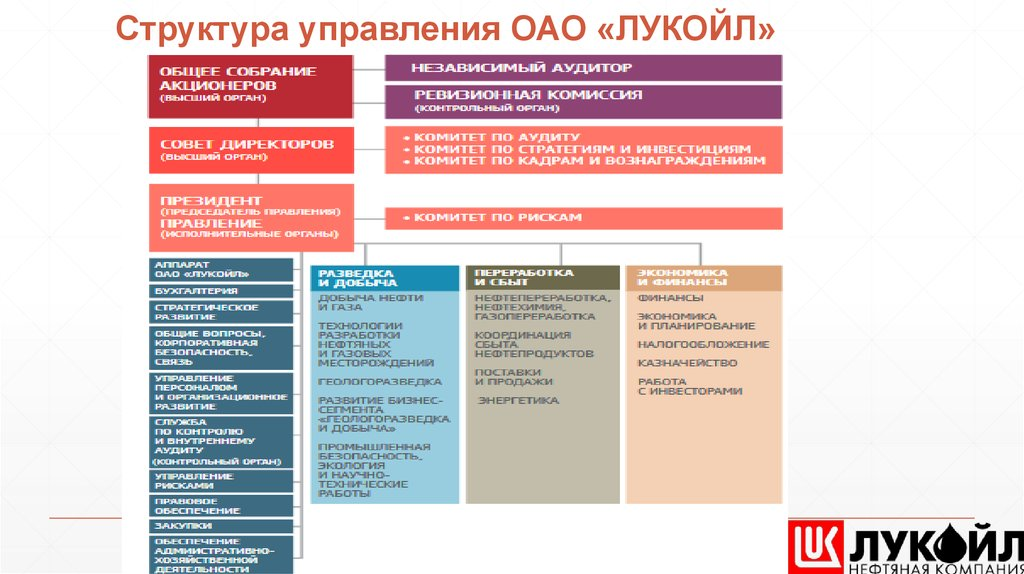 Структура управления ОАО «ЛУКОЙЛ»
ОБЩЕЕ СОБРАНИЕ
АКЦИОНЕРОВ
(ВЫСШИЙ ОРГАН)
НЕЗАВИСИМЫЙ АУДИТОР
РЕВИЗИОННАЯ КОМИССИЯ
(КОНТРОЛЬНЫЙ ОРГАН)
СОВЕТ ДИРЕКТОРОВ
(ВЫСШИЙ ОРГАН)
• КОМИТЕТ ПО АУДИТУ
• КОМИТЕТ ПО СТРАТЕГИЯМ И ИНВЕСТИЦИЯМ
• КОМИТЕТ ПО КАДРАМ И ВОЗНАГРАЖДЕНИЯМ
ПРЕЗИДЕНТ
(ПРЕДСЕДАТЕЛЬ ПРАВЛЕНИЯ)
ПРАВЛЕНИЕ
(ИСПОЛНИТЕЛЬНЫЕ ОРГАНЫ)
• КОМИТЕТ ПО РИСКАМ
АППАРАТ
ОАО «ЛУКОЙЛ»
БУХГАЛТЕРИЯ
СТРАТЕГИЧЕСКОЕ
РАЗВИТИЕ
ОБЩИЕ ВОПРОСЫ,
КОРПОРАТИВНАЯ
БЕЗОПАСНОСТЬ,
СВЯЗЬ
УПРАВЛЕНИЕ
ПЕРСОНАЛОМ
И ОРГАНИЗАЦИОННОЕ
РАЗВИТИЕ
СЛУЖБА
ПО КОНТРОЛЮ
И ВНУТРЕННЕМУ
АУДИТУ
(КОНТРОЛЬНЫЙ ОРГАН)
УПРАВЛЕНИЕ
РИСКАМИ
ПРАВОВОЕ
ОБЕСПЕЧЕНИЕ
ЗАКУПКИ
ОБЕСПЕЧЕНИЕ
АДМИНИСТРАТИВНО-
ХОЗЯЙСТВЕННОЙ
ДЕЯТЕЛЬНОСТИ
РАЗВЕДКА
И ДОБЫЧА
ДОБЫЧА НЕФТИ
И ГАЗА
ТЕХНОЛОГИИ
РАЗРАБОТКИ
НЕФТЯНЫХ
И ГАЗОВЫХ
МЕСТОРОЖДЕНИЙ
ГЕОЛОГОРАЗВЕДКА
РАЗВИТИЕ БИЗНЕС-
СЕГМЕНТА
«ГЕОЛОГОРАЗВЕДКА
И ДОБЫЧА»
ПРОМЫШЛЕННАЯ
БЕЗОПАСНОСТЬ,
ЭКОЛОГИЯ
И НАУЧНО-
ТЕХНИЧЕСКИЕ
РАБОТЫ
ПЕРЕРАБОТКА
И СБЫТ
НЕФТЕПЕРЕРАБОТКА,
НЕФТЕХИМИЯ,
ГАЗОПЕРЕРАБОТКА
КООРДИНАЦИЯ
СБЫТА
НЕФТЕПРОДУКТОВ
ПОСТАВКИ
И ПРОДАЖИ
ЭНЕРГЕТИКА
ЭКОНОМИКА
И ФИНАНСЫ
ФИНАНСЫ
ЭКОНОМИКА
И ПЛАНИРОВАНИЕ
НАЛОГООБЛОЖЕНИЕ
КАЗНАЧЕЙСТВО
РАБОТА
С ИНВЕСТОРАМИ
ЛУКОЙЛ
НЕФТЯНАЯ КОМПАНИЯ